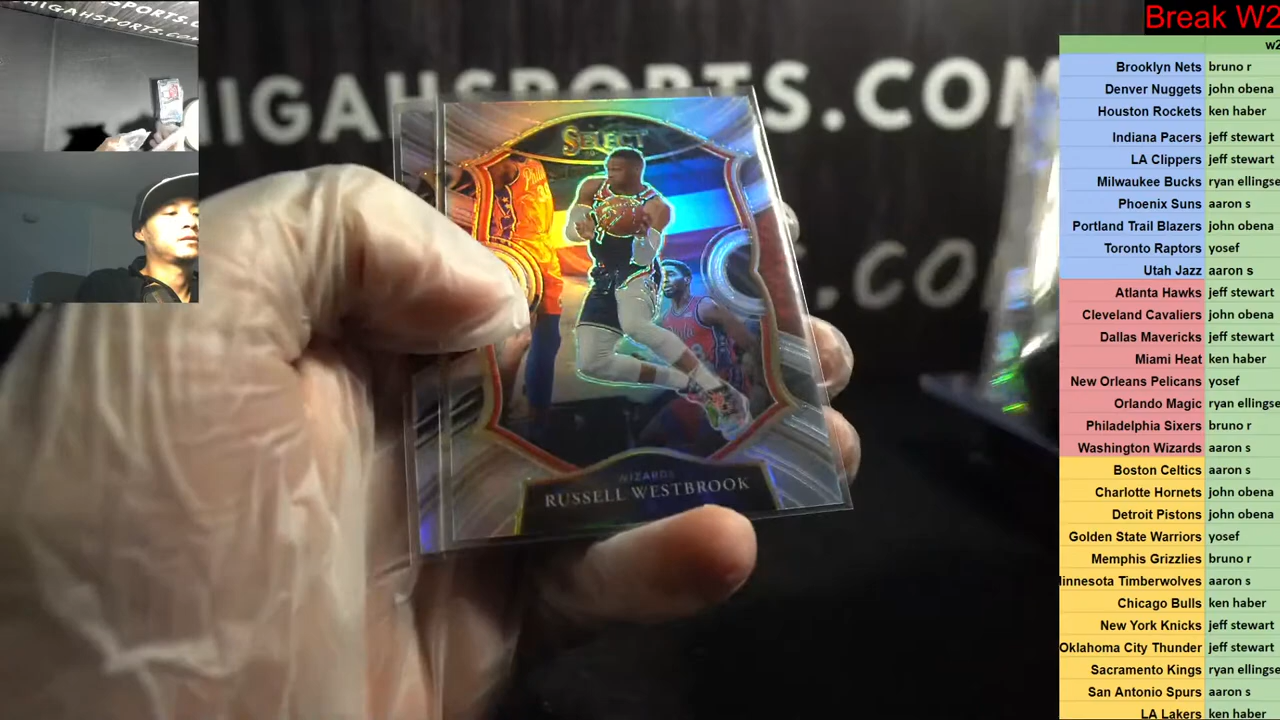 HIGAHSPORTS.COM
HIGAHSPORTS.COM
Break W2
w2
Brooklyn Nets bruno r
Denver Nuggets john obena
Houston Rockets ken haber
Indiana Pacers jeff stewart
LA Clippers jeff stewart
Milwaukee Bucks ryan ellingse
Phoenix Suns aaron s
Portland Trail Blazers john obena
Toronto Raptors yosef
Utah Jazz aaron s
Atlanta Hawks jeff stewart
Cleveland Cavaliers john obena
Dallas Mavericks jeff stewart
Miami Heat ken haber
New Orleans Pelicans yosef
Orlando Magic ryan ellingse
Philadelphia Sixers bruno r
Washington Wizards aaron s
Boston Celtics aaron s
Charlotte Hornets john obena
Detroit Pistons john obena
Golden State Warriors yosef
Memphis Grizzlies bruno r
innesota Timberwolves aaron s
Chicago Bulls ken haber
New York Knicks jeff stewart
Oklahoma City Thunder jeff stewart
Sacramento Kings ryan ellingse
San Antonio Spurs aaron s
LA Lakers ken haber
SELECT
WIZARDS
RUSSELL WESTBROOK
.COM